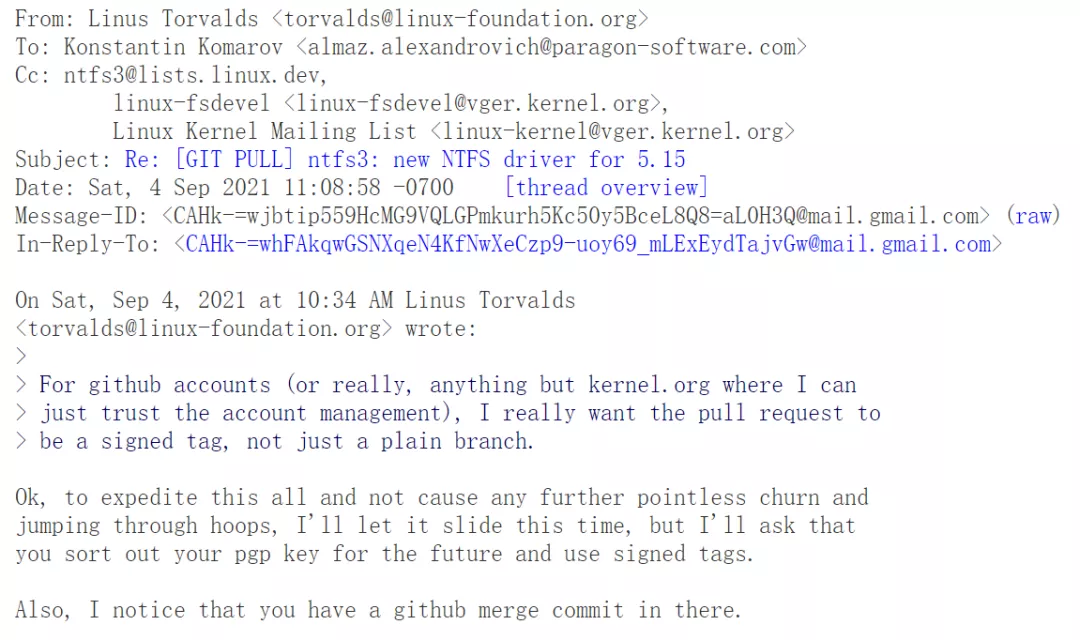 From: Linus Torvalds <torvalds@linux-foundation.org>
To: Konstantin Komarov <almaz.alexandrovich@paragon-software.com>
Cc: ntfs3@lists.linux.dev,
linux-fsdevel <linux-fsdevel@vger.kernel.org>,
Linux Kernel Mailing List <linux-kernel@vger.kernel.org>
Subject: Re: [GIT PULL] ntfs3: new NTFS driver for 5.15
Date: Sat, 4 Sep 2021 11:08:58 -0700 [thread overview]
Message-ID: <CAHk-=wjbtip559HcMG9VQLGPmkurh5Kc50y5BceL8Q8=aL0H3Q@mail.gmail.com> (raw)
In-Reply-To: <CAHk-=whFAkqwGSNXqeN4KfNwXeCzp9-uoy69_mLExEydTajvGw@mail.gmail.com>
On Sat, Sep 4, 2021 at 10:34 AM Linus Torvalds
<torvalds@linux-foundation.org> wrote:
>
> For github accounts (or really, anything but kernel.org where I can
> just trust the account management), I really want the pull request to
> be a signed tag, not just a plain branch.
Ok, to expedite this all and not cause any further pointless churn and
jumping through hoops, I'll let it slide this time, but I'll ask that
you sort out your pgp key for the future and use signed tags.
Also, I notice that you have a github merge commit in there.